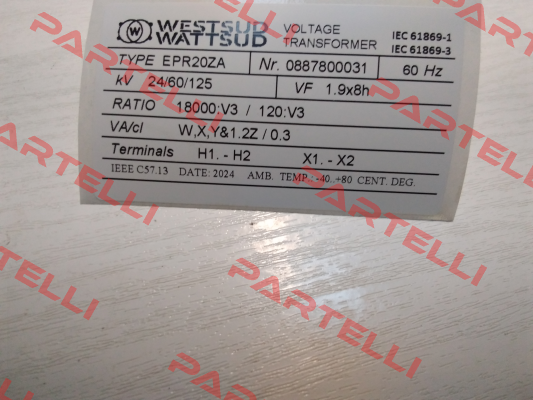 WESTSUD WATTSUD VOLTAGE TRANSFORMER IEC 61869-1 IEC 61869-3
TYPE EPR20ZA Nr. 0887800031 60 Hz
kV 24/60/125 VF 1.9x8h
RATIO 18000:V3 / 120:V3
VA/cl W,X,Y&1.2Z / 0.3
Terminals H1. - H2 X1. - X2
IEEE C57.13 DATE: 2024 AMB. TEMP.: -40..+80 CENT. DEG.
PARTELLI
PARTELLI
PARTELLI
PARTELLI
PARTELLI